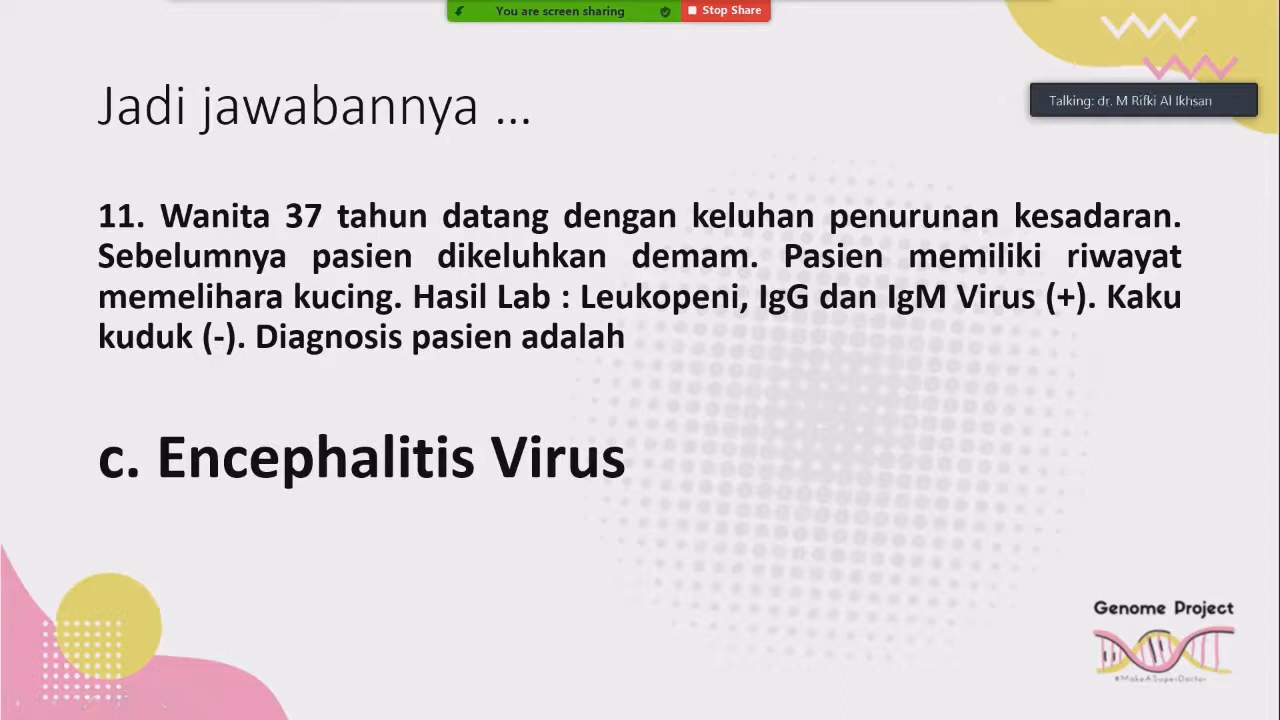 You are screen sharing
Stop Share
Talking: dr. M Rifki Al Ikhsan
Jadi jawabannya ...
11. Wanita 37 tahun datang dengan keluhan penurunan kesadaran.
Sebelumnya pasien dikeluhkan demam. Pasien memiliki riwayat
memelihara kucing. Hasil Lab : Leukopeni, IgG dan IgM Virus (+). Kaku
kuduk (-). Diagnosis pasien adalah
c. Encephalitis Virus
Genome Project
#MakeASuperDoctor